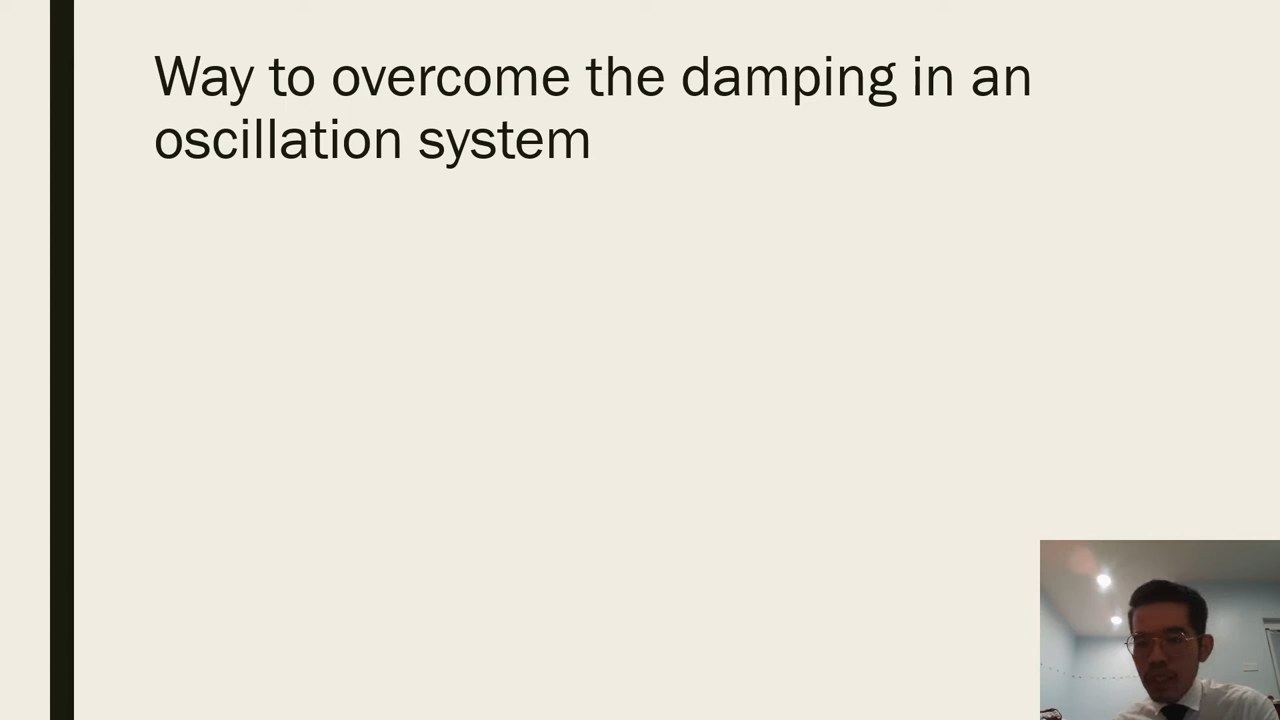 Way to overcome the damping in an
oscillation system